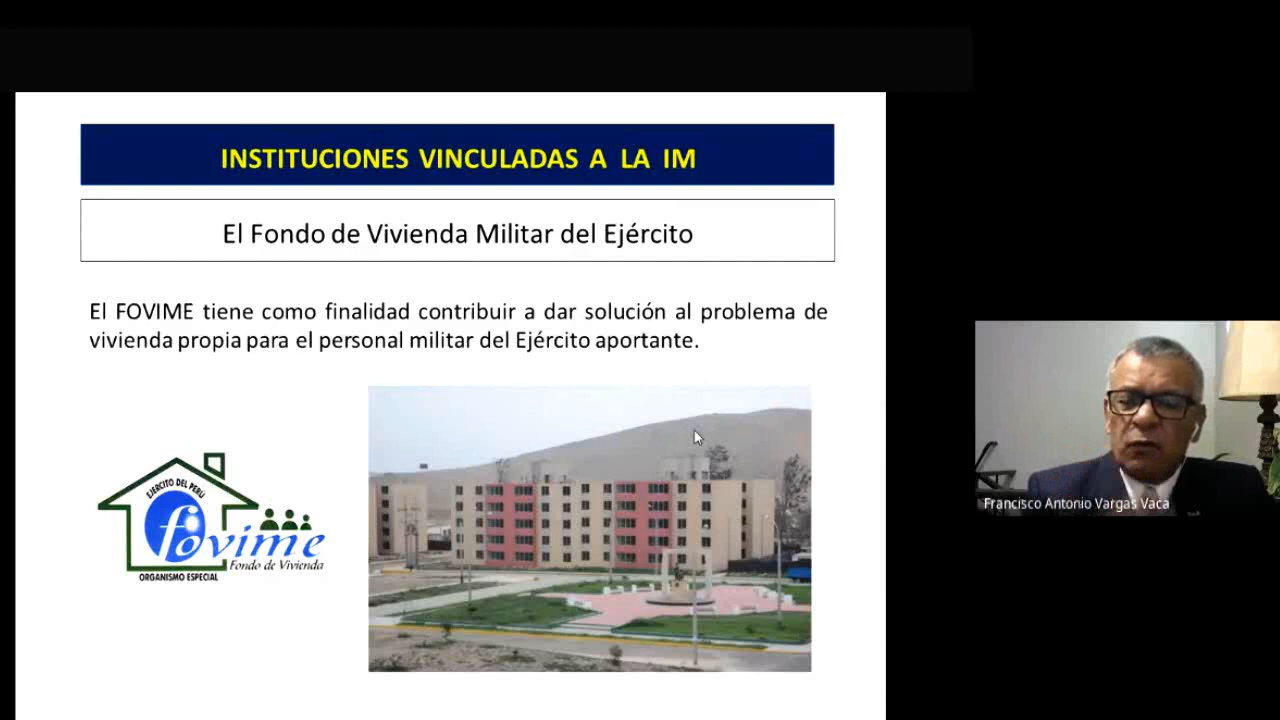 INSTITUCIONES VINCULADAS A LA IM
El Fondo de Vivienda Militar del Ejército
El FOVIME tiene como finalidad contribuir a dar solución al problema de
vivienda propia para el personal militar del Ejército aportante.
EJERCITO DEL PERÚ
fovime
Fondo de Vivienda
ORGANISMO ESPECIAL
Francisco Antonio Vargas Vaca